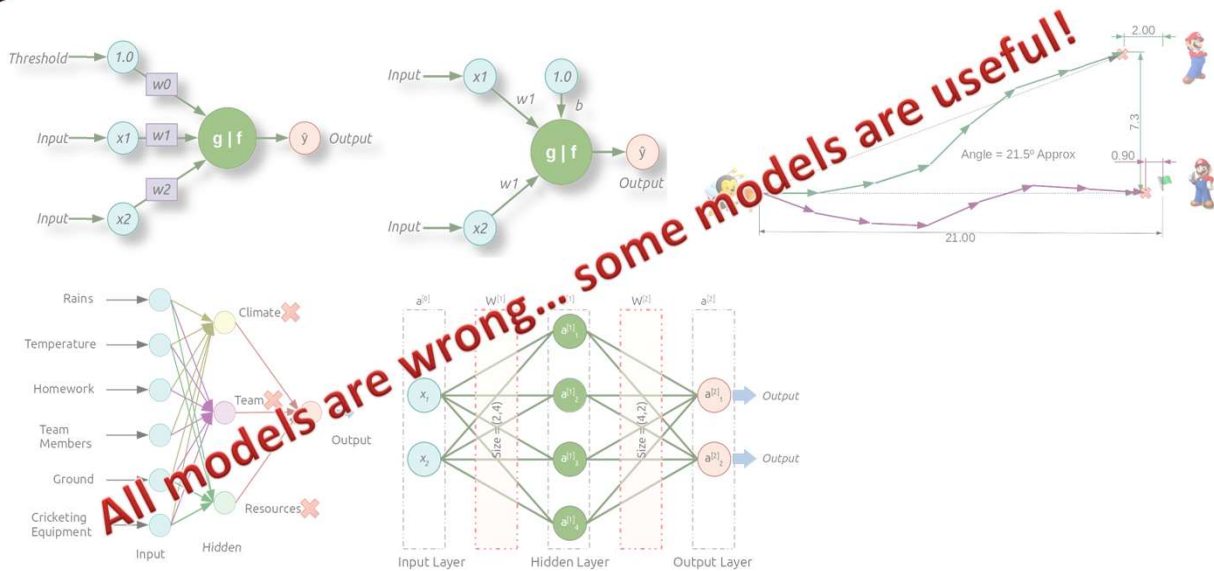 All models are wrong... some models are useful!
Threshold
1.0
w0
Input
x1
w1
g | f
ŷ
Output
w2
Input
x2
Input
x1
1.0
w1
b
g | f
ŷ
Output
w1
Input
x2
2.00
7.3
Angle = 21.5º Approx
0.90
21.00
Rains
Temperature
Homework
Team
Members
Ground
Cricketing
Equipment
Climate
Team
Resources
Output
Input
Hidden
a[0]
W[1]
W[2]
a[2]
x1
x2
Size = (2,4)
a[1]1
a[1]2
a[1]3
a[1]4
Size = (4,2)
a[2]1
a[2]2
Output
Output
Input Layer
Hidden Layer
Output Layer